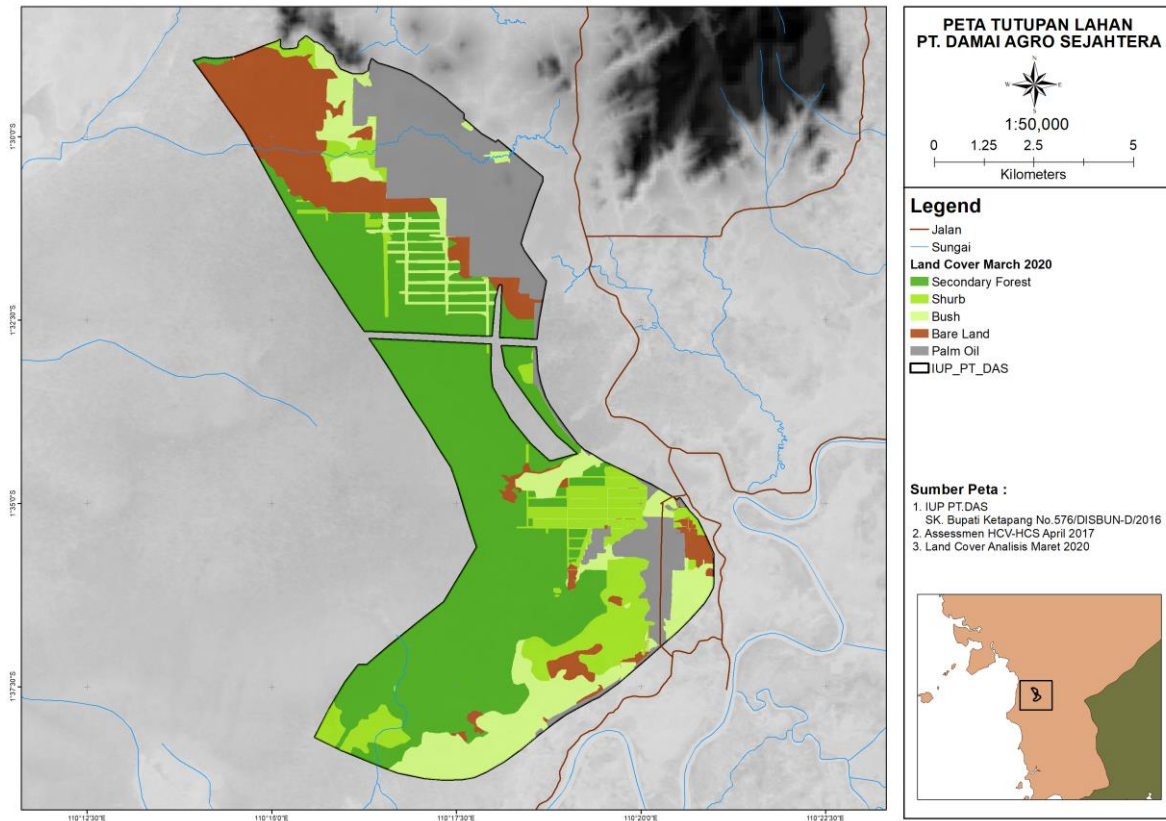 PETA TUTUPAN LAHAN
PT. DAMAI AGRO SEJAHTERA
N
W
E
S
1:50,000
0 1.25 2.5 5
Kilometers
Legend
Jalan
Sungai
Land Cover March 2020
Secondary Forest
Shurb
Bush
Bare Land
Palm Oil
IUP_PT_DAS
Sumber Peta :
1. IUP PT.DAS
SK. Bupati Ketapang No.576/DISBUN-D/2016
2. Assessmen HCV-HCS April 2017
3. Land Cover Analisis Maret 2020
1°30'0"S
1°32'30"S
1°35'0"S
1°37'30"S
110°12'30"E
110°15'0"E
110°17'30"E
110°20'0"E
110°22'30"E